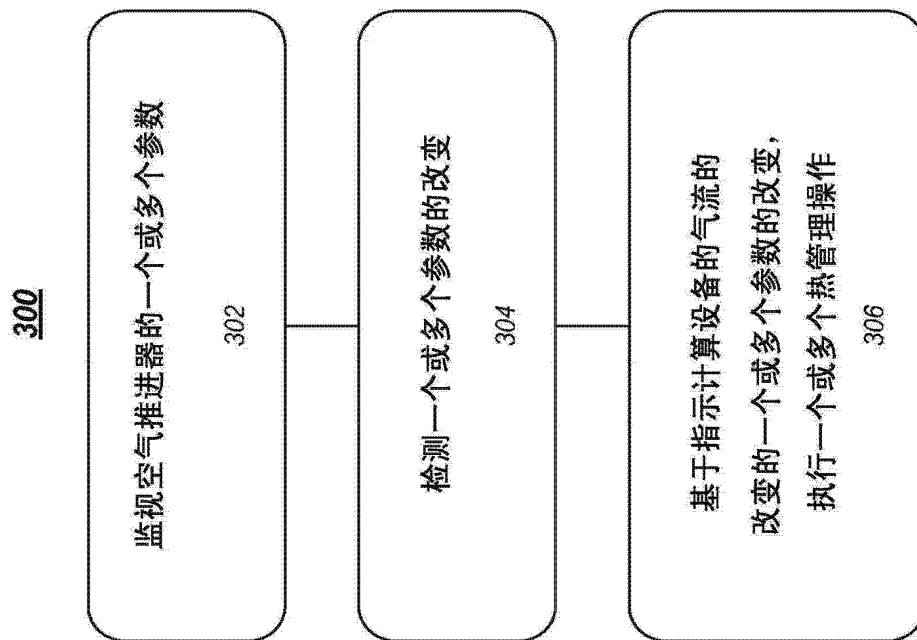 300
监视空气推进器的一个或多个参数
302
检测一个或多个参数的改变
304
基于指示计算设备的气流的
改变的一个或多个参数的改变，
执行一个或多个热管理操作
306